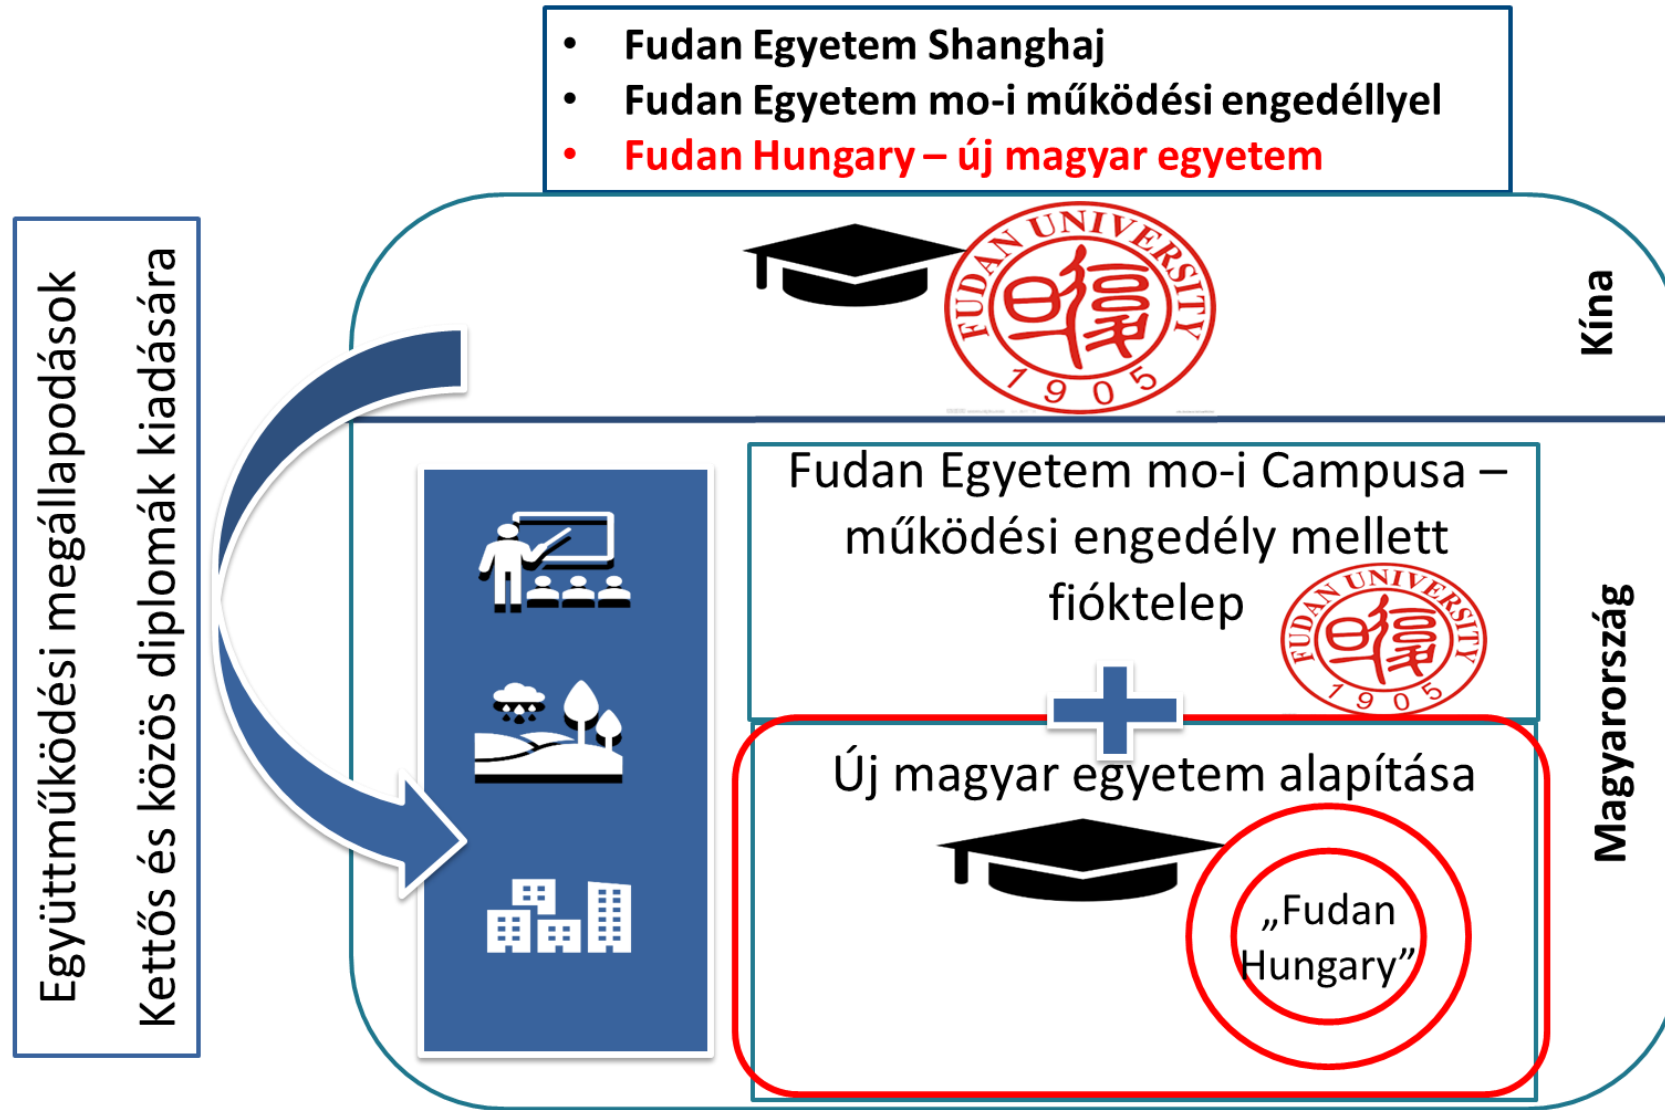 • Fudan Egyetem Shanghaj
• Fudan Egyetem mo-i működési engedéllyel
• Fudan Hungary – új magyar egyetem
Együttműködési megállapodások
Kettős és közös diplomák kiadására
FUDAN UNIVERSITY
1905
Kína
Fudan Egyetem mo-i Campusa –
működési engedély mellett
fióktelep
FUDAN UNIVERSITY
1905
Új magyar egyetem alapítása
„Fudan
Hungary”
Magyarország